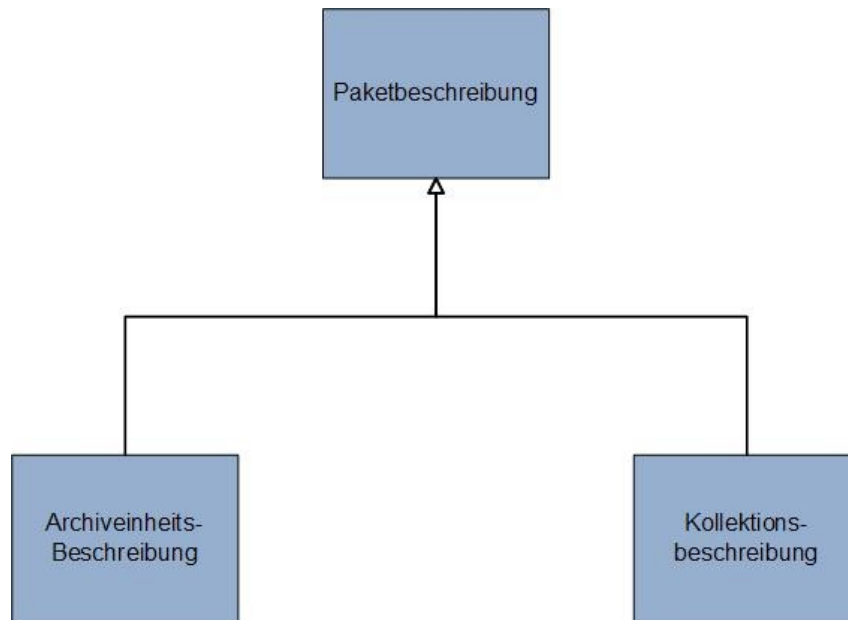 Paketbeschreibung
Archiveinheits-
Beschreibung
Kollektions-
beschreibung